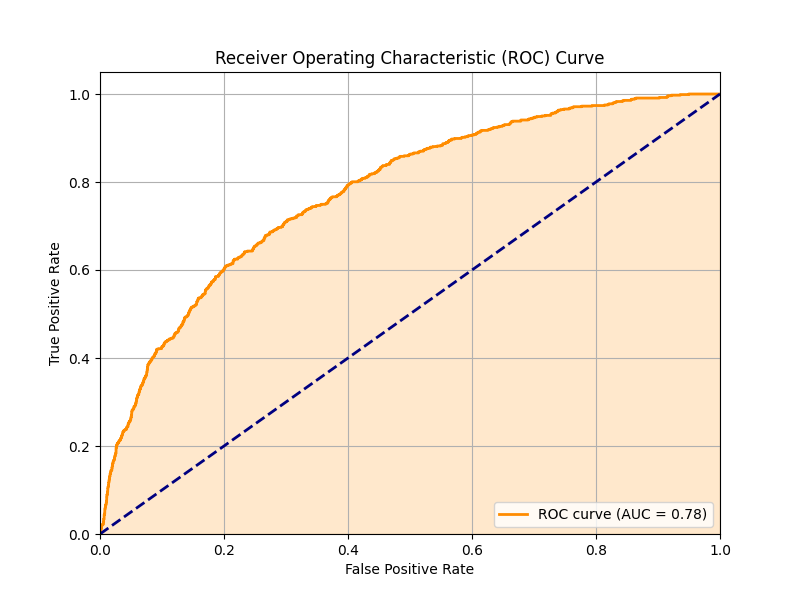 Receiver Operating Characteristic (ROC) Curve
True Positive Rate
1.0
0.8
0.6
0.4
0.2
0.0
ROC curve (AUC = 0.78)
0.0 0.2 0.4 0.6 0.8 1.0
False Positive Rate